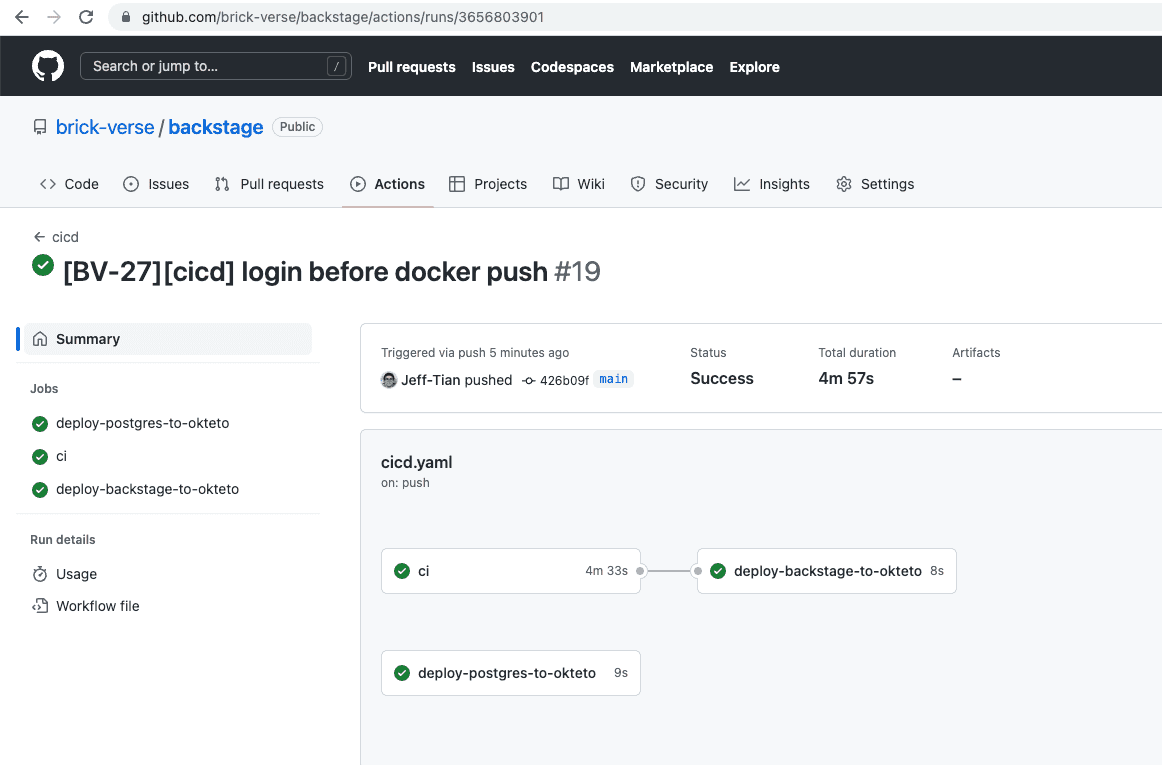 github.com/brick-verse/backstage/actions/runs/3656803901
Search or jump to... /
Pull requests Issues Codespaces Marketplace Explore
brick-verse / backstage Public
Code Issues Pull requests Actions Projects Wiki Security Insights Settings
cicd
[BV-27][cicd] login before docker push #19
Summary
Jobs
deploy-postgres-to-okteto
ci
deploy-backstage-to-okteto
Run details
Usage
Workflow file
Triggered via push 5 minutes ago
Jeff-Tian pushed 426b09f main
Status
Success
Total duration
4m 57s
Artifacts
–
cicd.yaml
on: push
ci 4m 33s
deploy-backstage-to-okteto 8s
deploy-postgres-to-okteto 9s